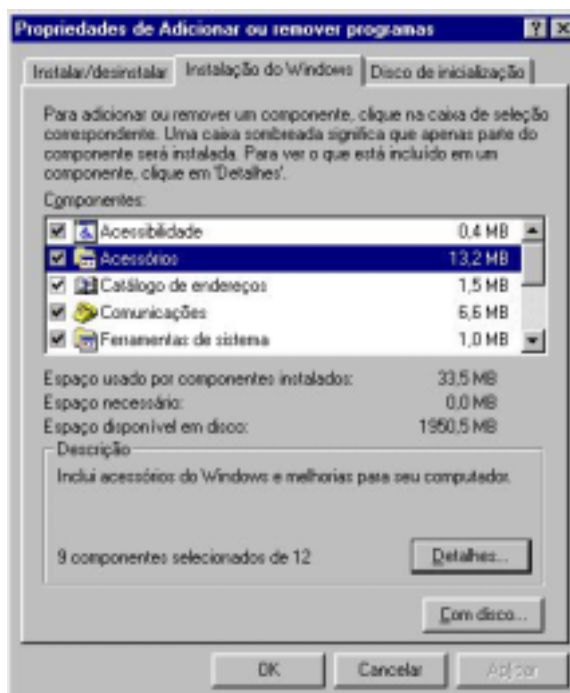 Propriedades de Adicionar ou remover programas
Instalar/desinstalar Instalação do Windows Disco de inicialização
Para adicionar ou remover um componente, clique na caixa de seleção
correspondente. Uma caixa sombreada significa que apenas parte do
componente será instalada. Para ver o que está incluído em um
componente, clique em 'Detalhes'.
Componentes:
Acessibilidade 0,4 MB
Acessórios 13,2 MB
Catálogo de endereços 1,5 MB
Comunicações 6,6 MB
Ferramentas de sistema 1,0 MB
Espaço usado por componentes instalados: 33,5 MB
Espaço necessário: 0,0 MB
Espaço disponível em disco: 1950,5 MB
Descrição
Inclui acessórios do Windows e melhorias para seu computador.
9 componentes selecionados de 12 Detalhes...
Com disco...
OK Cancelar Aplicar